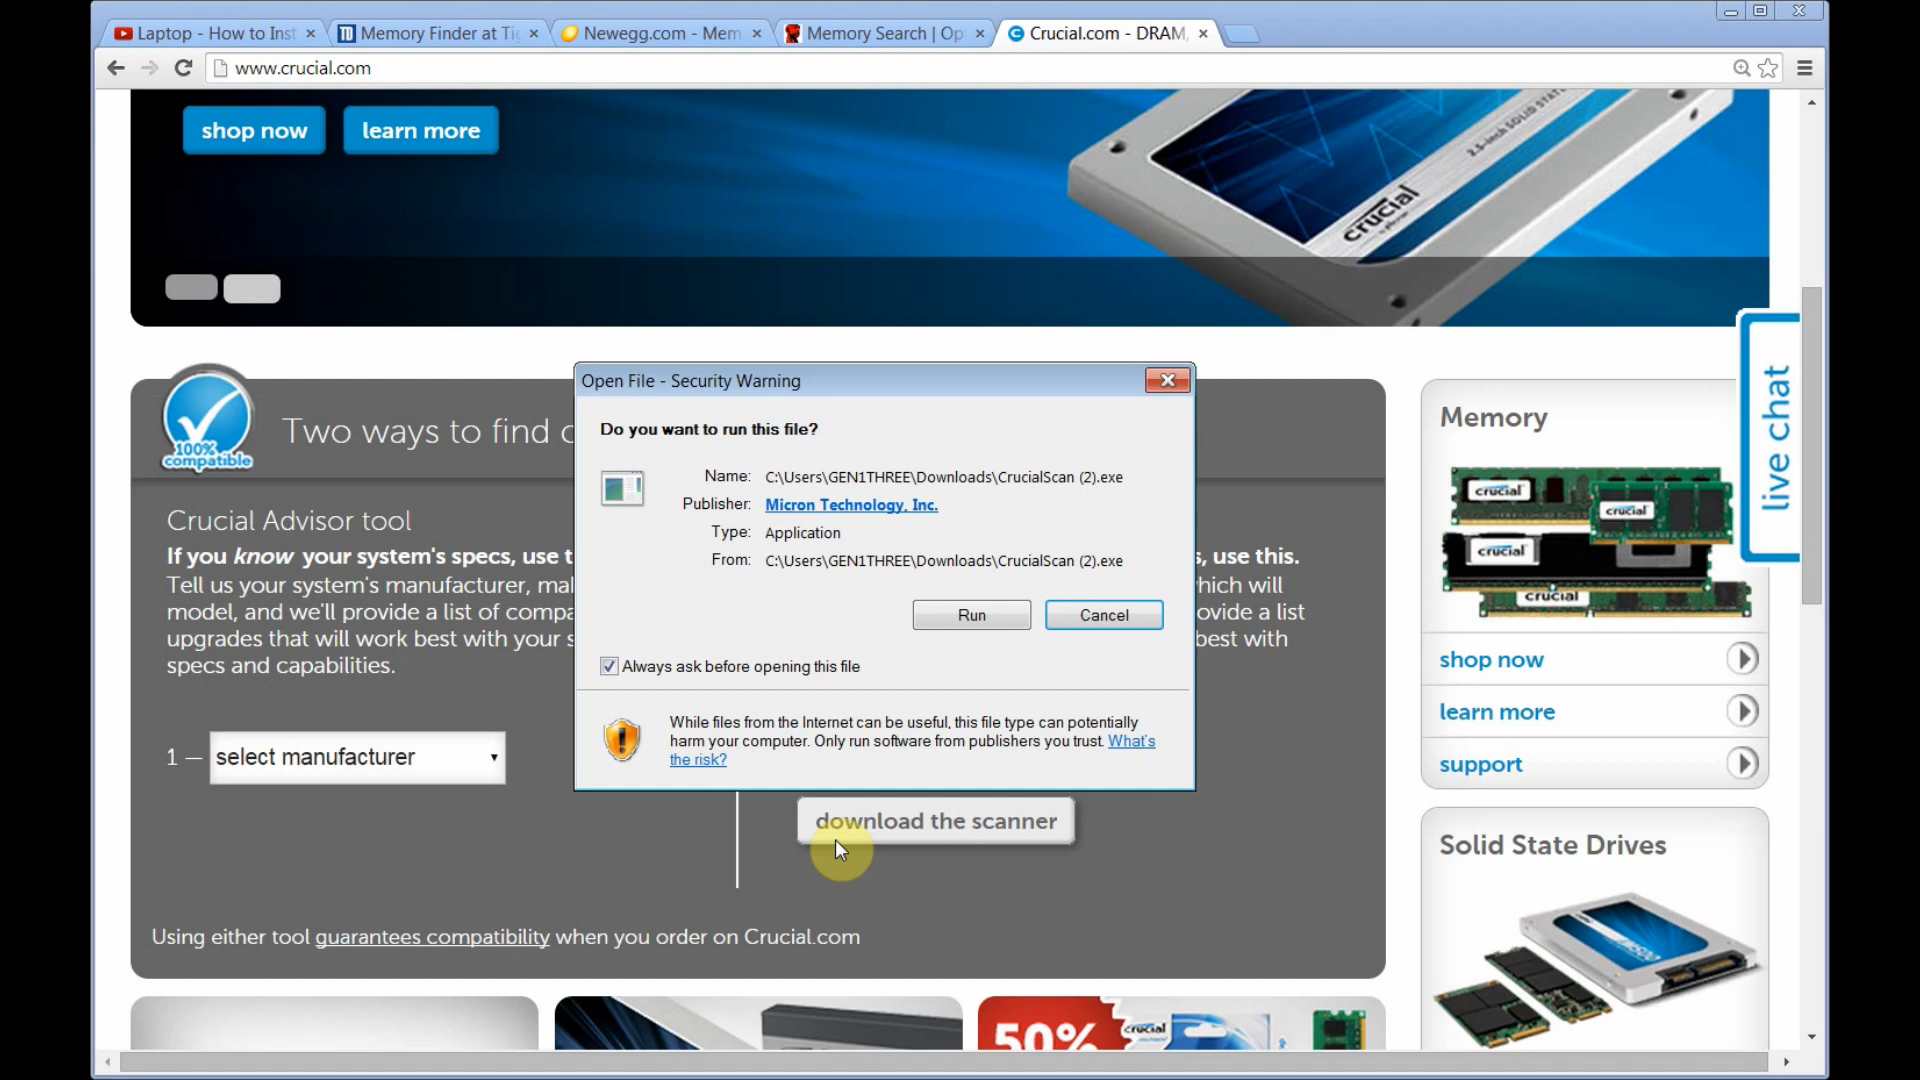 Laptop - How to Inst
Memory Finder at Tig
Newegg.com - Mem
Memory Search | Op
Crucial.com - DRAM,
www.crucial.com
shop now
learn more
2.5-inch SOLID STAT
crucial
100%
compatible
Two ways to find c
Crucial Advisor tool
If you know your system's specs, use t
Tell us your system's manufacturer, mal
model, and we'll provide a list of compa
upgrades that will work best with your s
specs and capabilities.
1 — select manufacturer
Open File - Security Warning
Do you want to run this file?
Name: C:\Users\GEN1THREE\Downloads\CrucialScan (2).exe
Publisher: Micron Technology, Inc.
Type: Application
From: C:\Users\GEN1THREE\Downloads\CrucialScan (2).exe
Run
Cancel
Always ask before opening this file
While files from the Internet can be useful, this file type can potentially
harm your computer. Only run software from publishers you trust. What's
the risk?
s, use this.
hich will
ovide a list
best with
download the scanner
Using either tool guarantees compatibility when you order on Crucial.com
Memory
crucial
crucial
crucial
crucial
shop now
learn more
support
live chat
Solid State Drives
M500
50%
crucial